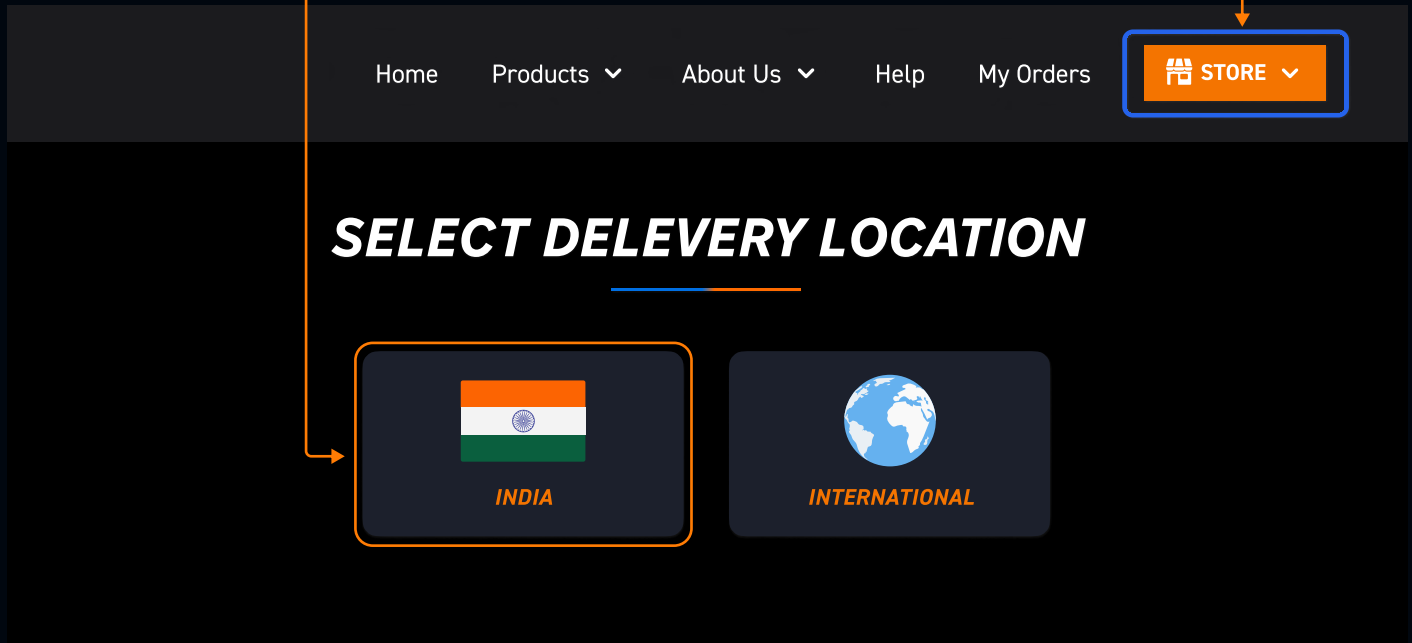 Home Products About Us Help My Orders STORE
SELECT DELEVERY LOCATION
INDIA INTERNATIONAL